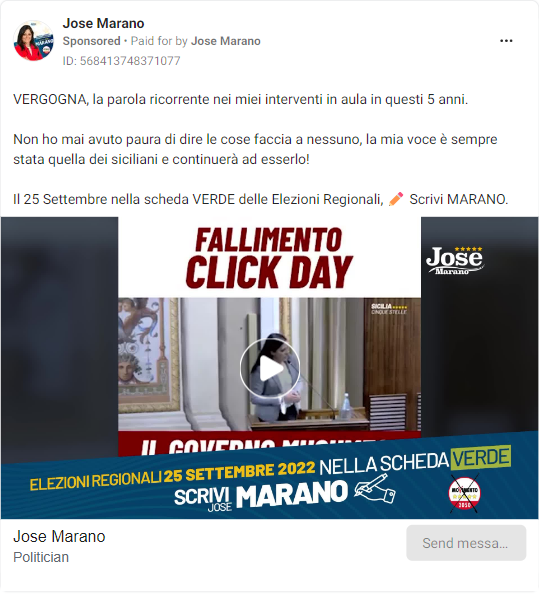 Jose Marano
Sponsored • Paid for by Jose Marano
ID: 568413748371077
VERGOGNA, la parola ricorrente nei miei interventi in aula in questi 5 anni.
Non ho mai avuto paura di dire le cose faccia a nessuno, la mia voce è sempre
stata quella dei siciliani e continuerà ad esserlo!
Il 25 Settembre nella scheda VERDE delle Elezioni Regionali, ✏️ Scrivi MARANO.
FALLIMENTO
CLICK DAY
Jose
Marano
SICILIA
CINQUE STELLE
IL GOVERNO MUSUMECI
ELEZIONI REGIONALI 25 SETTEMBRE 2022 NELLA SCHEDA VERDE
SCRIVI
JOSE
MARANO
MOVIMENTO
2050
Jose Marano
Politician
Send messa...